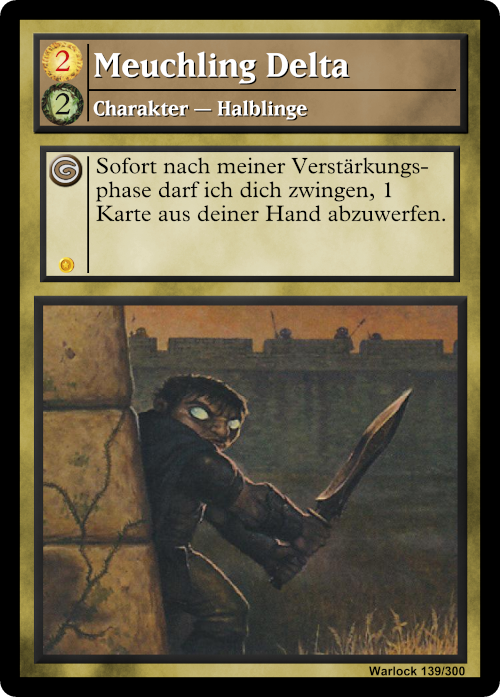 2
Meuchling Delta
2
Charakter — Halblinge
Sofort nach meiner Verstärkungs-
phase darf ich dich zwingen, 1
Karte aus deiner Hand abzuwerfen.
Warlock 139/300